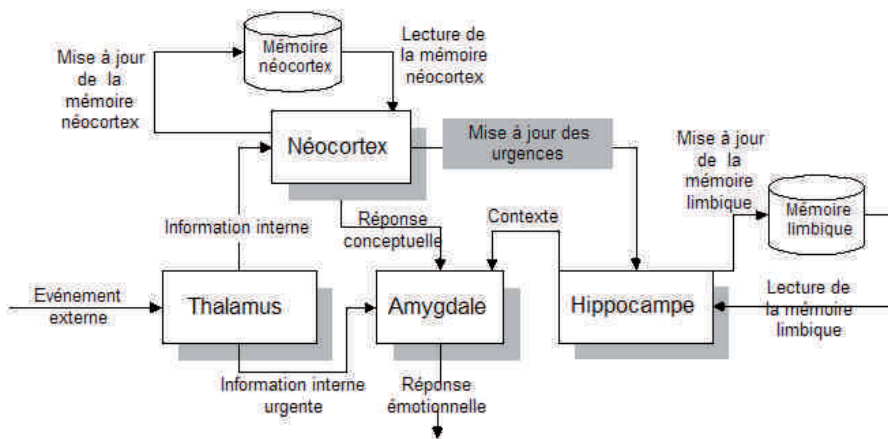 Mise à jour
de la
mémoire
néocortex
Mémoire
néocortex
Lecture de
la mémoire
néocortex
Néocortex
Mise à jour des
urgences
Mise à jour
de la
mémoire
limbique
Mémoire
limbique
Information interne
Réponse
conceptuelle
Contexte
Evénement
externe
Thalamus
Amygdale
Hippocampe
Lecture de
la mémoire
limbique
Information interne
urgente
Réponse
émotionnelle